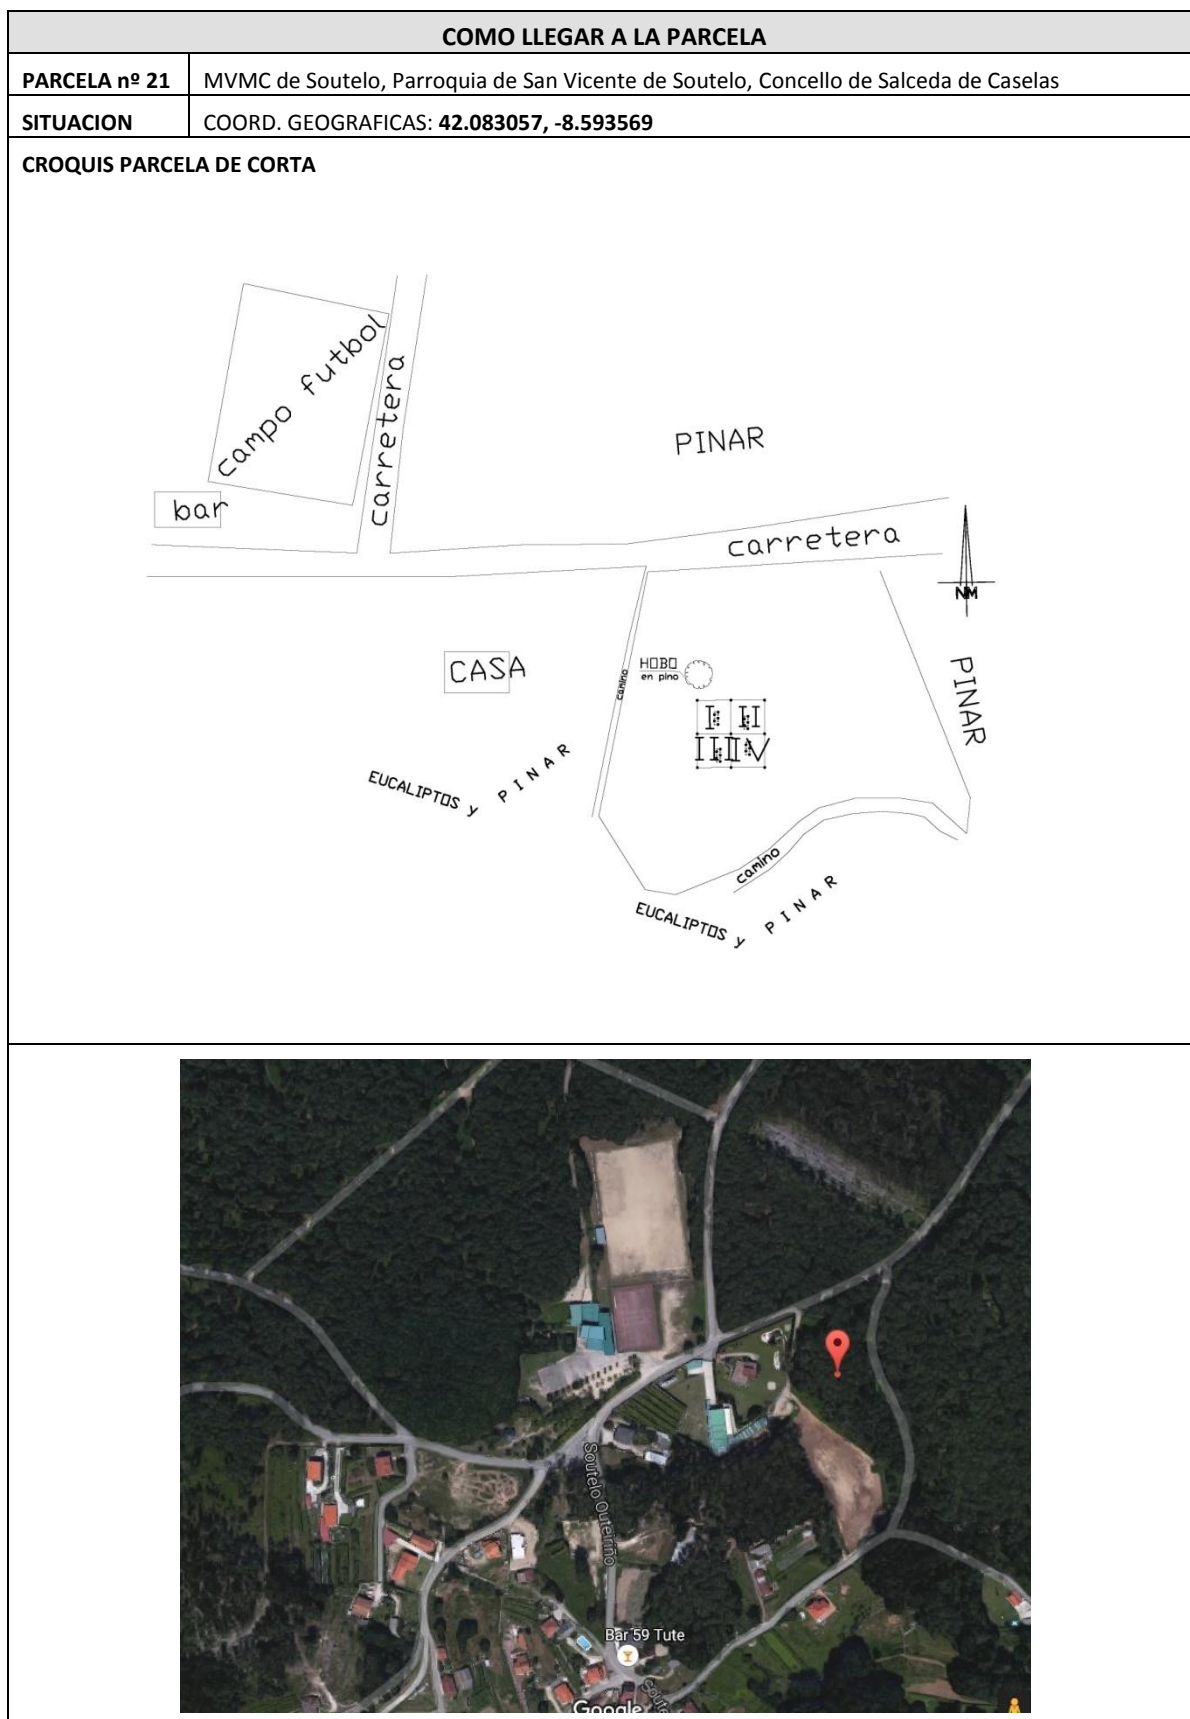 COMO LLEGAR A LA PARCELA
PARCELA nº 21
MVMC de Soutelo, Parroquia de San Vicente de Soutelo, Concello de Salceda de Caselas
SITUACION
COORD. GEOGRAFICAS: 42.083057, -8.593569
CROQUIS PARCELA DE CORTA
campo futbol
carretera
bar
PINAR
carretera
NM
CASA
camino
HOBO
en pino
I II
III IV
PINAR
EUCALIPTOS y PINAR
camino
EUCALIPTOS y PINAR
Soutelo Outeiriño
Bar 59 Tute
Google